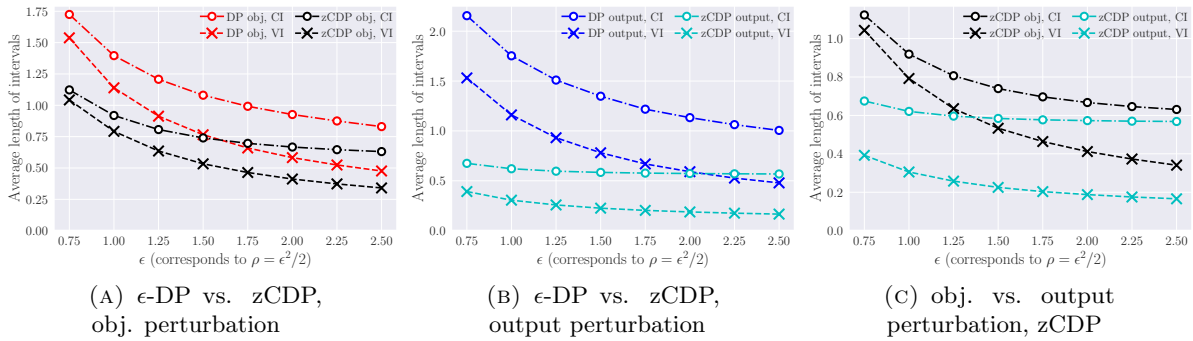 Average length of intervals
1.75
1.50
1.25
1.00
0.75
0.50
0.25
0.00
DP obj, CI
DP obj, VI
zCDP obj, CI
zCDP obj, VI
0.75 1.00 1.25 1.50 1.75 2.00 2.25 2.50
ϵ (corresponds to ρ = ϵ²/2)
(A) ϵ-DP vs. zCDP,
obj. perturbation
Average length of intervals
2.0
1.5
1.0
0.5
0.0
DP output, CI
DP output, VI
zCDP output, CI
zCDP output, VI
0.75 1.00 1.25 1.50 1.75 2.00 2.25 2.50
ϵ (corresponds to ρ = ϵ²/2)
(B) ϵ-DP vs. zCDP,
output perturbation
Average length of intervals
1.0
0.8
0.6
0.4
0.2
0.0
zCDP obj, CI
zCDP obj, VI
zCDP output, CI
zCDP output, VI
0.75 1.00 1.25 1.50 1.75 2.00 2.25 2.50
ϵ (corresponds to ρ = ϵ²/2)
(C) obj. vs. output
perturbation, zCDP